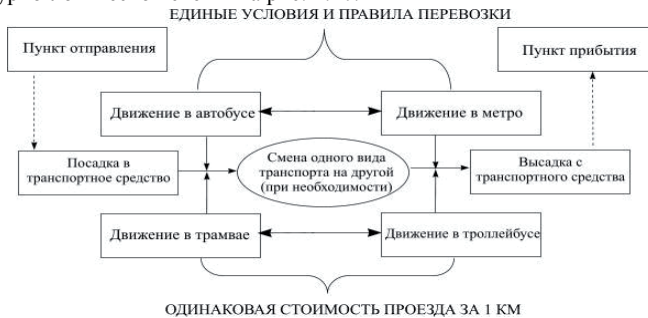 ЕДИНЫЕ УСЛОВИЯ И ПРАВИЛА ПЕРЕВОЗКИ
Пункт отправления
Пункт прибытия
Движение в автобусе
Движение в метро
Посадка в
транспортное средство
Смена одного вида
транспорта на другой
(при необходимости)
Высадка с
транспортного средства
Движение в трамвае
Движение в троллейбусе
ОДИНАКОВАЯ СТОИМОСТЬ ПРОЕЗДА ЗА 1 КМ